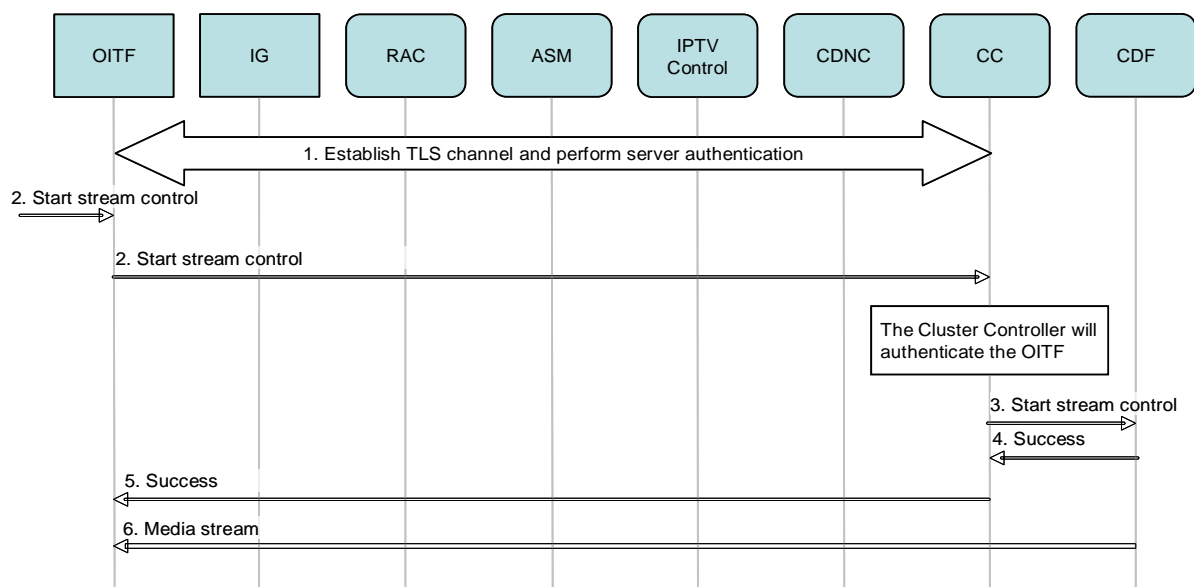 OITF
IG
RAC
ASM
IPTV
Control
CDNC
CC
CDF
1. Establish TLS channel and perform server authentication
2. Start stream control
2. Start stream control
The Cluster Controller will
authenticate the OITF
3. Start stream control
4. Success
5. Success
6. Media stream